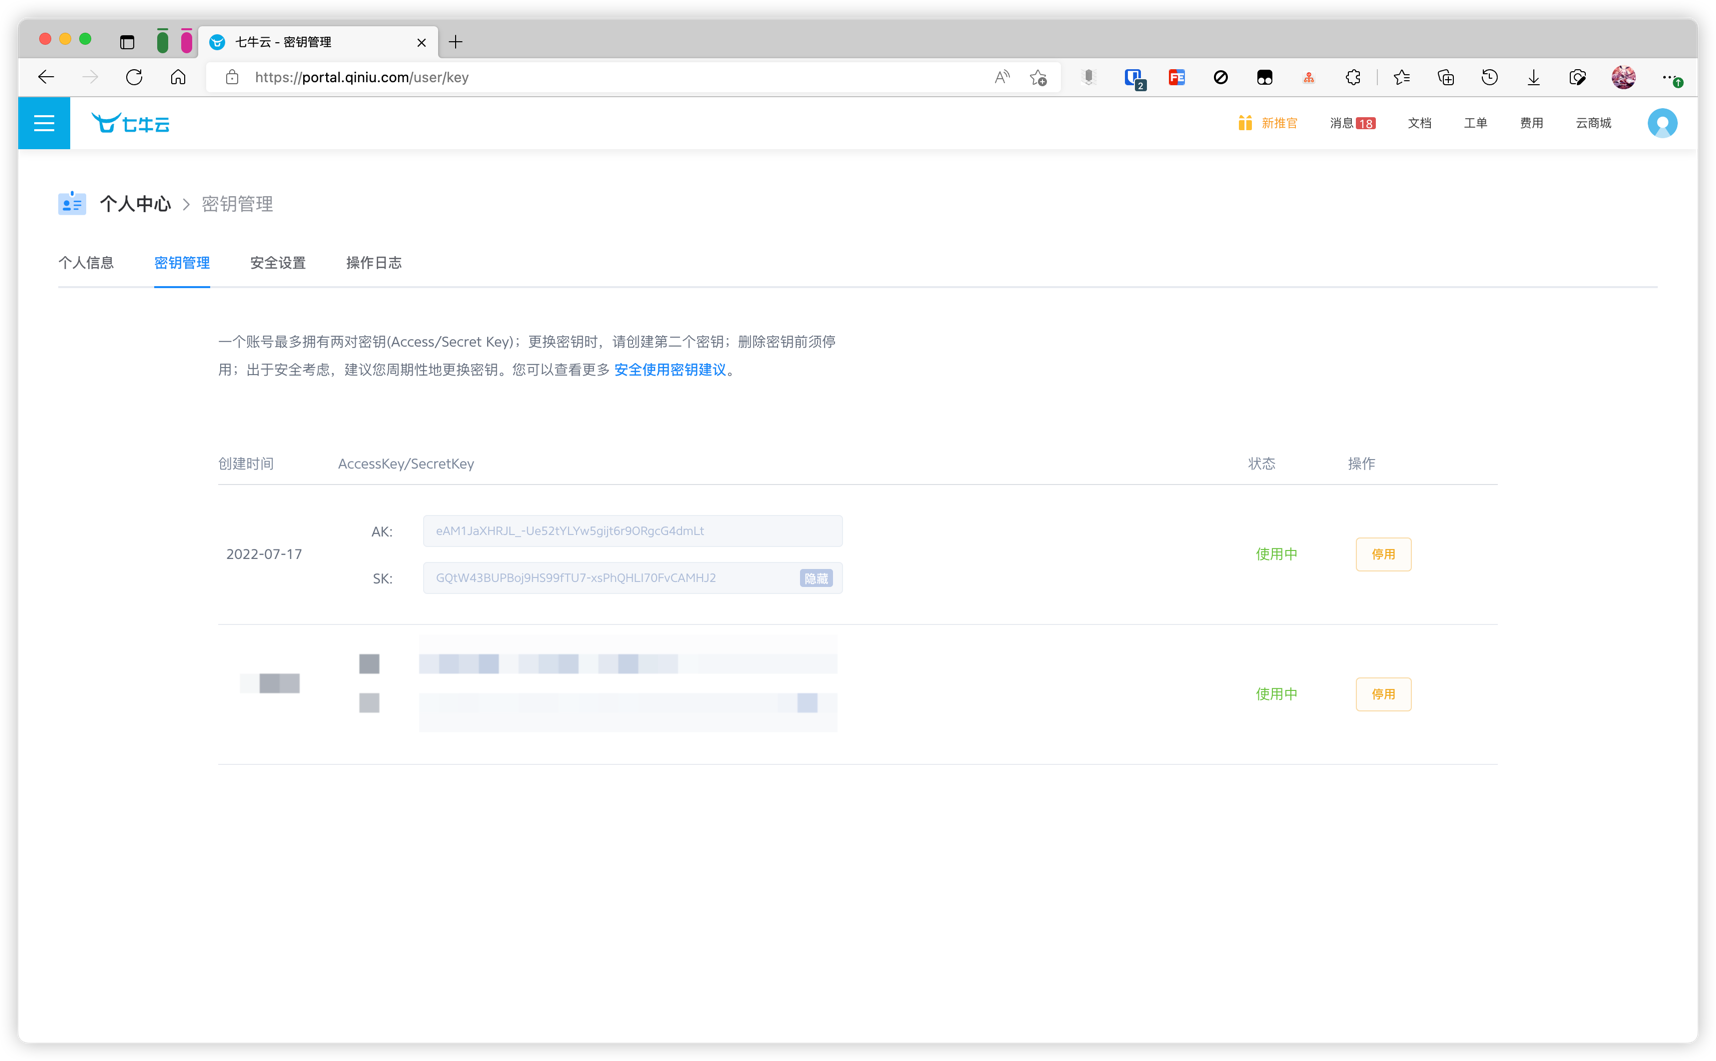 七牛云 - 密钥管理
https://portal.qiniu.com/user/key
2
七牛云
新推官
消息 18
文档
工单
费用
云商城
个人中心 > 密钥管理
个人信息
密钥管理
安全设置
操作日志
一个账号最多拥有两对密钥(Access/Secret Key)；更换密钥时，请创建第二个密钥；删除密钥前须停
用；出于安全考虑，建议您周期性地更换密钥。您可以查看更多 安全使用密钥建议。
创建时间
AccessKey/SecretKey
状态
操作
2022-07-17
AK:
eAM1JaXHRJL_-Ue52tYLYw5gijt6r9ORgcG4dmLt
SK:
GQtW43BUPBoj9HS99fTU7-xsPhQHLI70FvCAMHJ2
隐藏
使用中
停用
使用中
停用